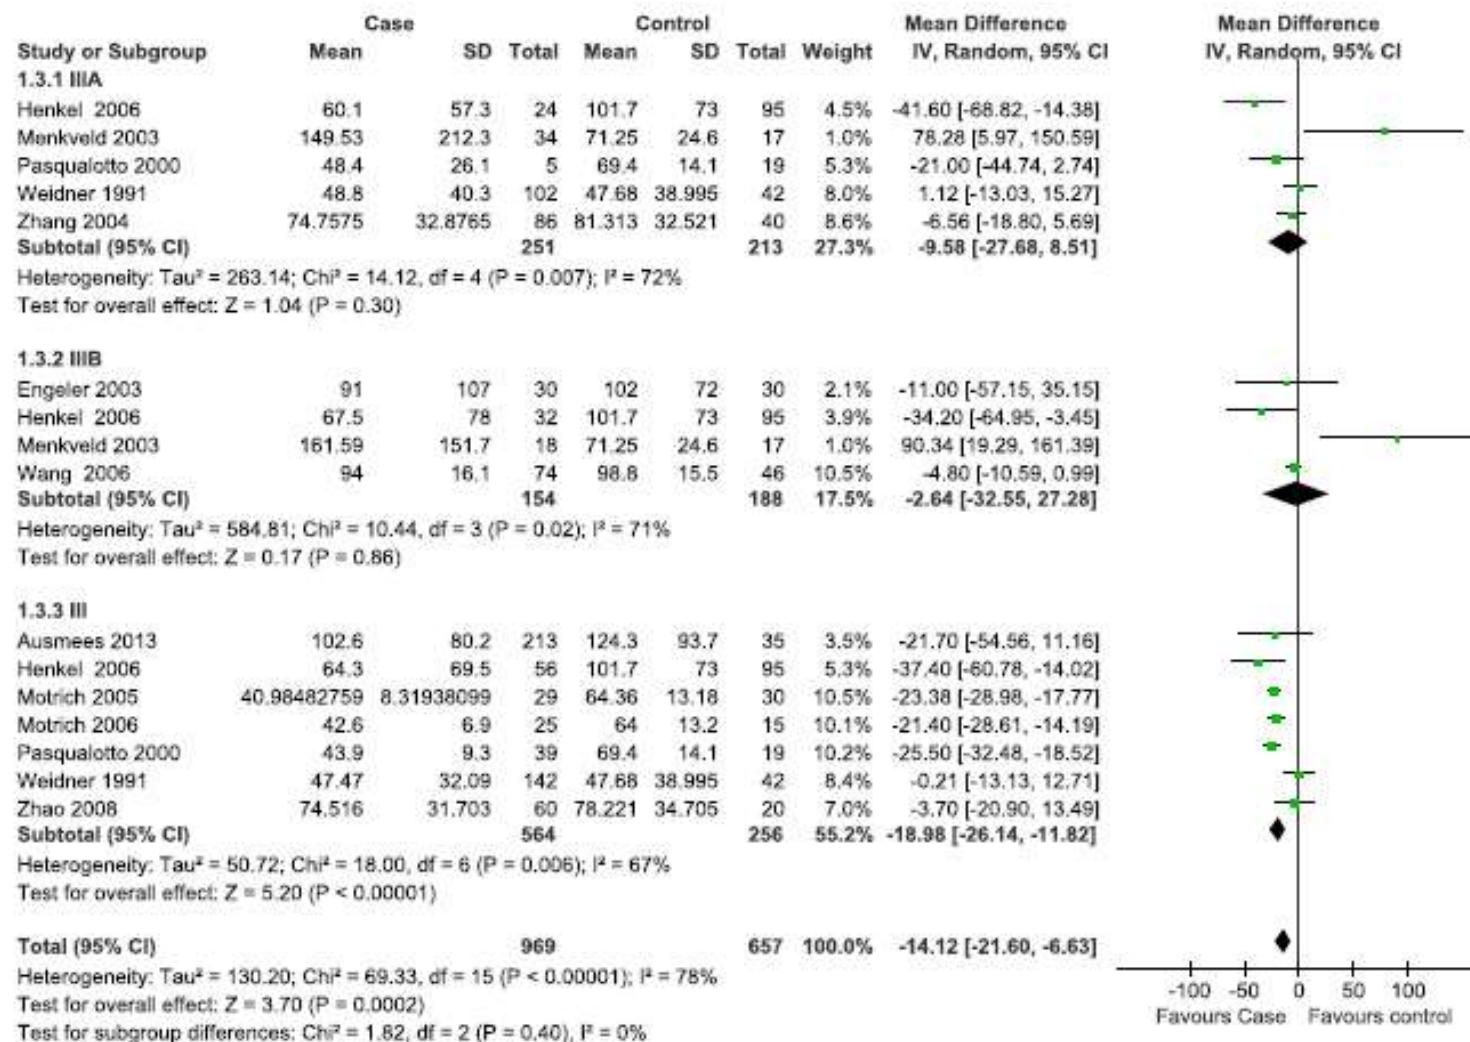 Case Control Mean Difference Mean Difference
Study or Subgroup Mean SD Total Mean SD Total Weight IV, Random, 95% CI IV, Random, 95% CI
1.3.1 IIIA
Henkel 2006 60.1 57.3 24 101.7 73 95 4.5% -41.60 [-68.82, -14.38]
Menkveld 2003 149.53 212.3 34 71.25 24.6 17 1.0% 78.28 [5.97, 150.59]
Pasqualotto 2000 48.4 26.1 5 69.4 14.1 19 5.3% -21.00 [-44.74, 2.74]
Weidner 1991 48.8 40.3 102 47.68 38.995 42 8.0% 1.12 [-13.03, 15.27]
Zhang 2004 74.7575 32.8765 86 81.313 32.521 40 8.6% -6.56 [-18.80, 5.69]
Subtotal (95% CI) 251 213 27.3% -9.58 [-27.68, 8.51]
Heterogeneity: Tau² = 263.14; Chi² = 14.12, df = 4 (P = 0.007); I² = 72%
Test for overall effect: Z = 1.04 (P = 0.30)
1.3.2 IIIB
Engeler 2003 91 107 30 102 72 30 2.1% -11.00 [-57.15, 35.15]
Henkel 2006 67.5 78 32 101.7 73 95 3.9% -34.20 [-64.95, -3.45]
Menkveld 2003 161.59 151.7 18 71.25 24.6 17 1.0% 90.34 [19.29, 161.39]
Wang 2006 94 16.1 74 98.8 15.5 46 10.5% -4.80 [-10.59, 0.99]
Subtotal (95% CI) 154 188 17.5% -2.64 [-32.55, 27.28]
Heterogeneity: Tau² = 584.81; Chi² = 10.44, df = 3 (P = 0.02); I² = 71%
Test for overall effect: Z = 0.17 (P = 0.86)
1.3.3 III
Ausmees 2013 102.6 80.2 213 124.3 93.7 35 3.5% -21.70 [-54.56, 11.16]
Henkel 2006 64.3 69.5 56 101.7 73 95 5.3% -37.40 [-60.78, -14.02]
Motrich 2005 40.98482759 8.31938099 29 64.36 13.18 30 10.5% -23.38 [-28.98, -17.77]
Motrich 2006 42.6 6.9 25 64 13.2 15 10.1% -21.40 [-28.61, -14.19]
Pasqualotto 2000 43.9 9.3 39 69.4 14.1 19 10.2% -25.50 [-32.48, -18.52]
Weidner 1991 47.47 32.09 142 47.68 38.995 42 8.4% -0.21 [-13.13, 12.71]
Zhao 2008 74.516 31.703 60 78.221 34.705 20 7.0% -3.70 [-20.90, 13.49]
Subtotal (95% CI) 564 256 55.2% -18.98 [-26.14, -11.82]
Heterogeneity: Tau² = 50.72; Chi² = 18.00, df = 6 (P = 0.006); I² = 67%
Test for overall effect: Z = 5.20 (P < 0.00001)
Total (95% CI) 969 657 100.0% -14.12 [-21.60, -6.63]
Heterogeneity: Tau² = 130.20; Chi² = 69.33, df = 15 (P < 0.00001); I² = 78%
Test for overall effect: Z = 3.70 (P = 0.0002)
Test for subgroup differences: Chi² = 1.82, df = 2 (P = 0.40), I² = 0%
-100 -50 0 50 100
Favours Case Favours control